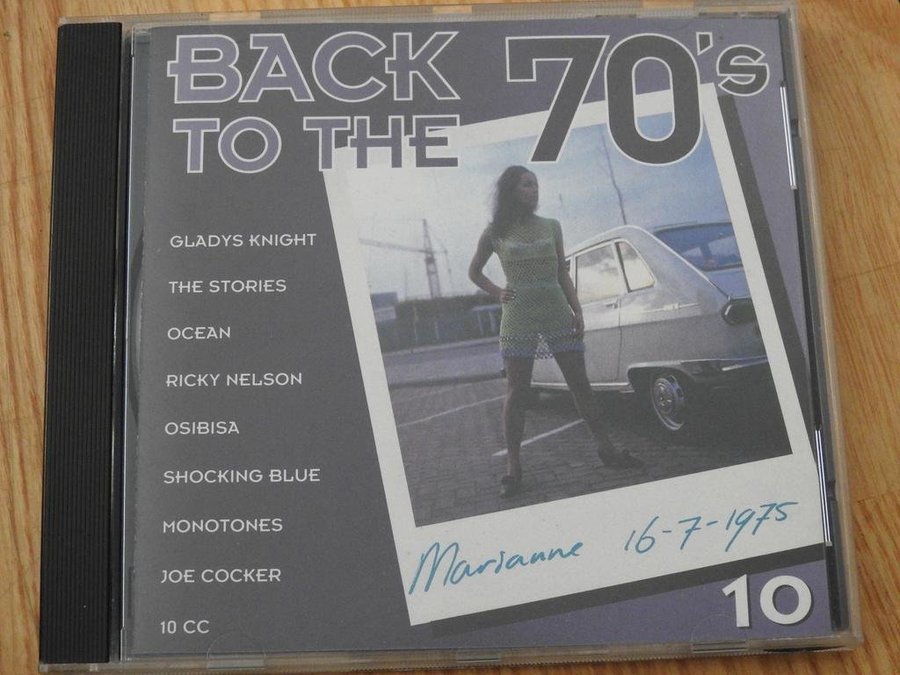 BACK
TO THE
70's
GLADYS KNIGHT
THE STORIES
OCEAN
RICKY NELSON
OSIBISA
SHOCKING BLUE
MONOTONES
JOE COCKER
10 CC
Marianne 16-7-1975
10